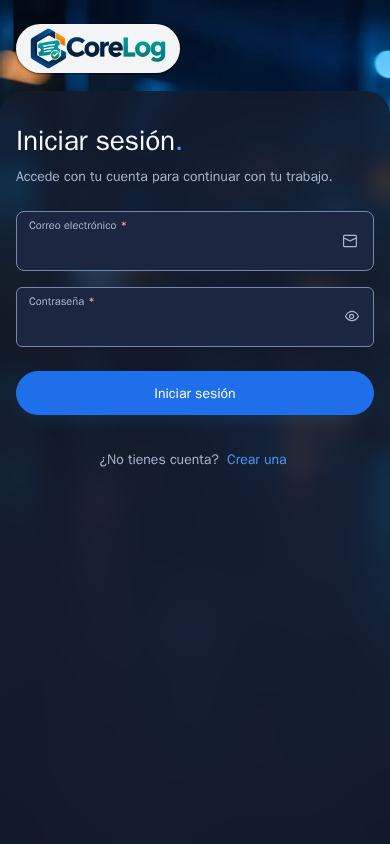 CoreLog
Iniciar sesión.
Accede con tu cuenta para continuar con tu trabajo.
Correo electrónico *
Contraseña *
Iniciar sesión
¿No tienes cuenta? Crear una